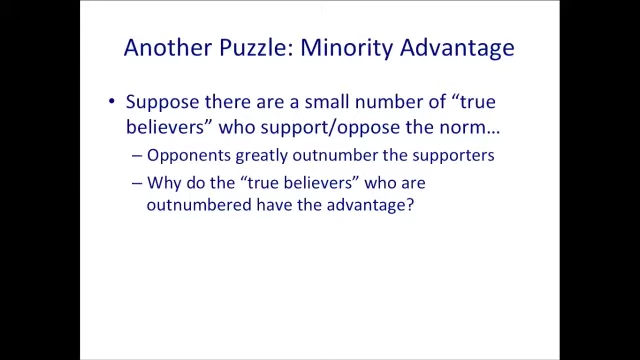 Another Puzzle: Minority Advantage
• Suppose there are a small number of “true
believers” who support/oppose the norm…
– Opponents greatly outnumber the supporters
– Why do the “true believers” who are
outnumbered have the advantage?